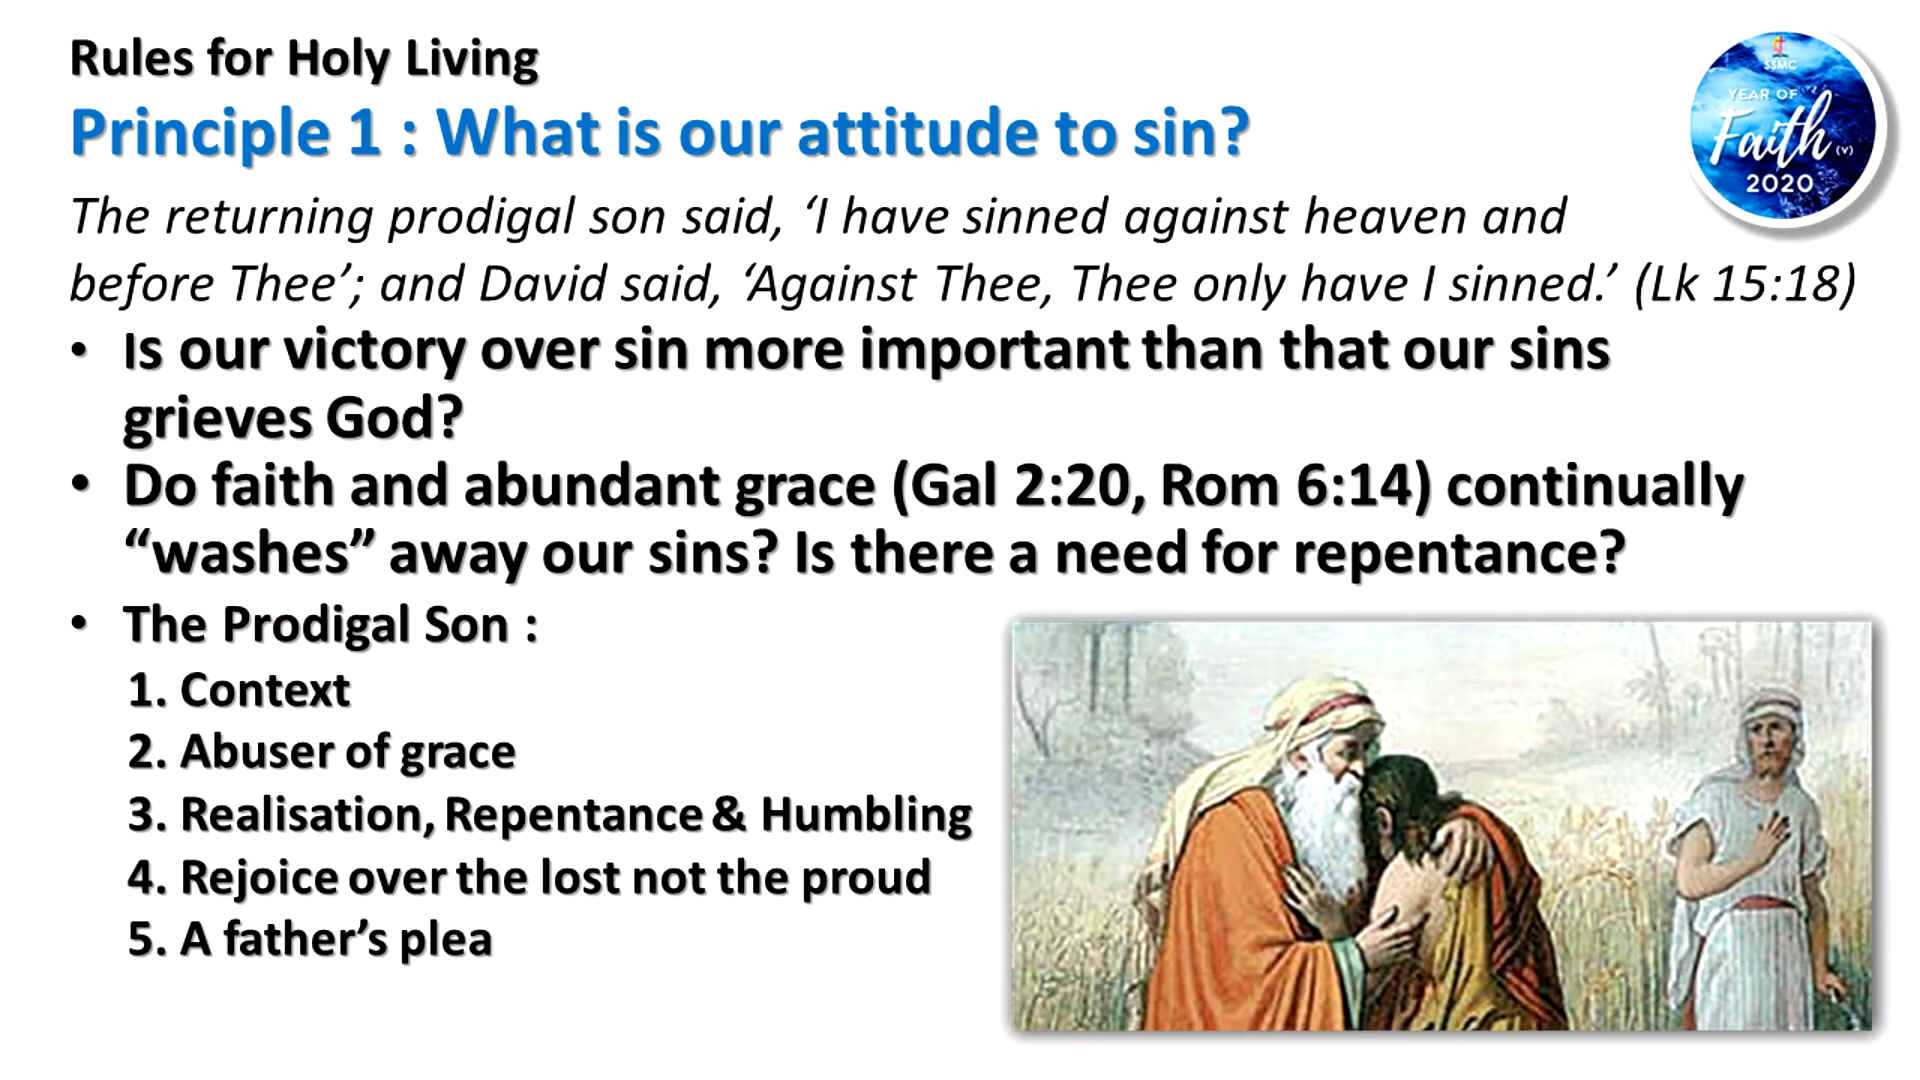 Rules for Holy Living
Principle 1 : What is our attitude to sin?
SSMC
YEAR OF
Faith (v)
2020
The returning prodigal son said, ‘I have sinned against heaven and
before Thee’; and David said, ‘Against Thee, Thee only have I sinned.’ (Lk 15:18)
• Is our victory over sin more important than that our sins
grieves God?
• Do faith and abundant grace (Gal 2:20, Rom 6:14) continually
“washes” away our sins? Is there a need for repentance?
• The Prodigal Son :
1. Context
2. Abuser of grace
3. Realisation, Repentance & Humbling
4. Rejoice over the lost not the proud
5. A father’s plea